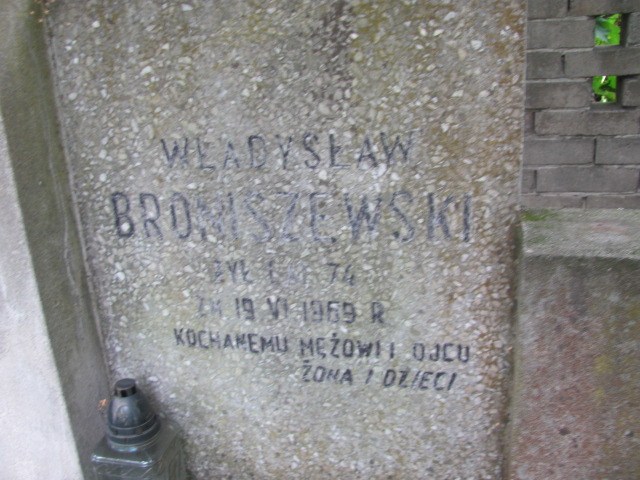 WŁADYSŁAW
BRONISZEWSKI
ŻYŁ LAT 74
ZM 19 VI 1969 R
KOCHANEMU MĘŻOWI I OJCU
ŻONA I DZIECI